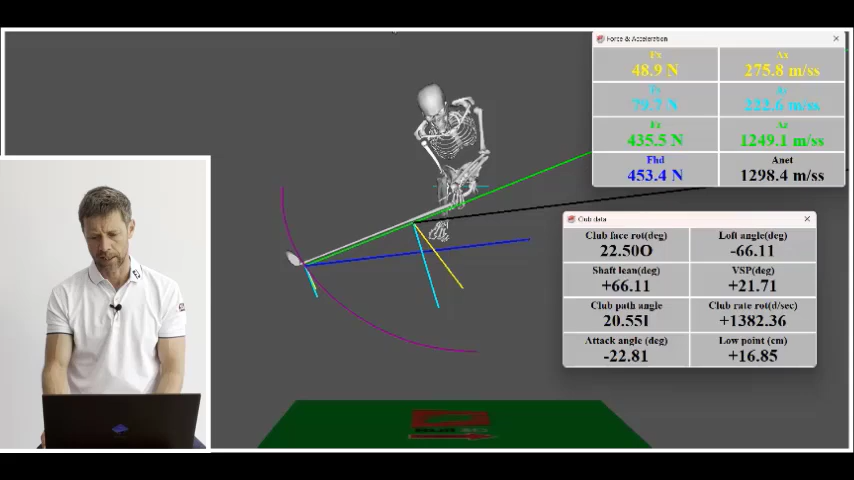 Force & Acceleration
Fx Ax
48.9 N 275.8 m/ss
Fy Ay
79.7 N 222.6 m/ss
Fz Az
435.5 N 1249.1 m/ss
Fhd Anet
453.4 N 1298.4 m/ss
Club data
Club face rot(deg) Loft angle(deg)
22.50O -66.11
Shaft lean(deg) VSP(deg)
+66.11 +21.71
Club path angle Club rate rot(d/sec)
20.55I +1382.36
Attack angle (deg) Low point (cm)
-22.81 +16.85